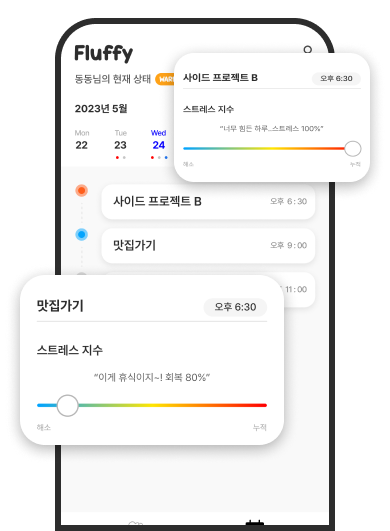 Fluffy
동동님의 현재 상태
2023년 5월
Mon Tue Wed
22 23 24
사이드 프로젝트 B 오후 6:30
스트레스 지수
“너무 힘든 하루..스트레스 100%”
해소 누적
사이드 프로젝트 B 오후 6:30
맛집가기 오후 9:00
11:00
맛집가기 오후 6:30
스트레스 지수
“이게 휴식이지~! 회복 80%”
해소 누적